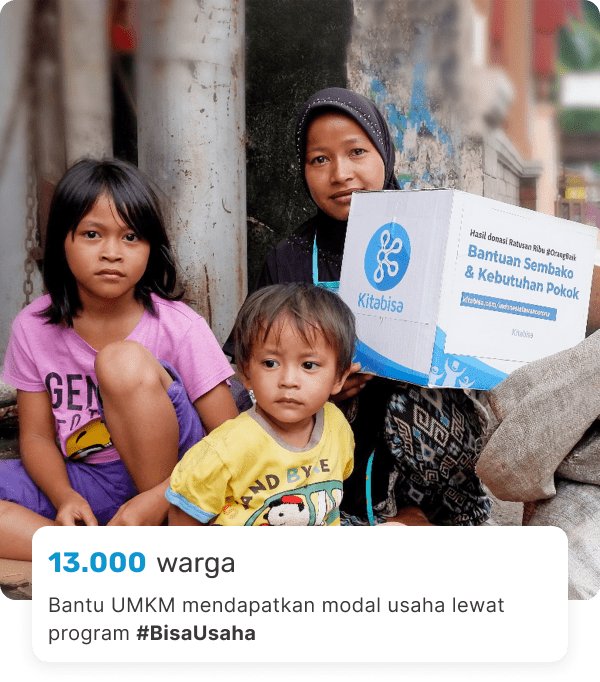 Hasil donasi Ratusan Ribu #OrangBaik
Bantuan Sembako
& Kebutuhan Pokok
Kitabisa
Kitabisa
GEN
AND BYKE
13.000 warga
Bantu UMKM mendapatkan modal usaha lewat
program #BisaUsaha